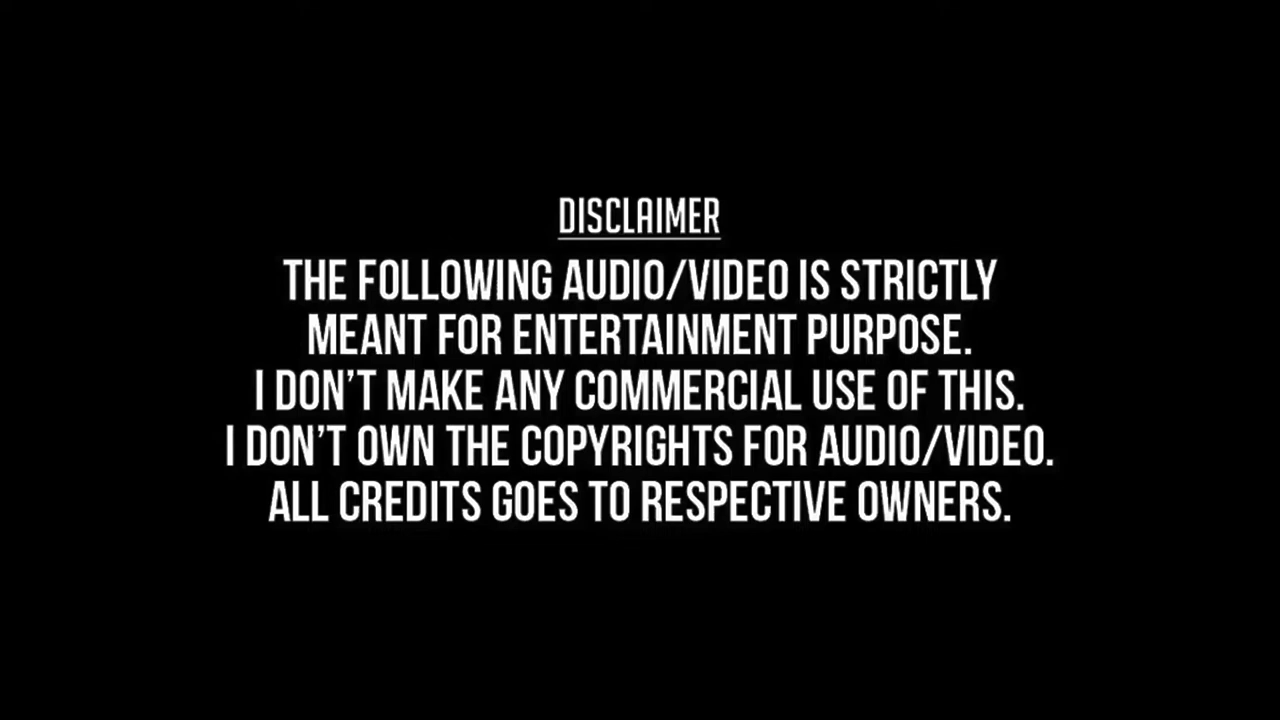 DISCLAIMER
THE FOLLOWING AUDIO/VIDEO IS STRICTLY
MEANT FOR ENTERTAINMENT PURPOSE.
I DON’T MAKE ANY COMMERCIAL USE OF THIS.
I DON’T OWN THE COPYRIGHTS FOR AUDIO/VIDEO.
ALL CREDITS GOES TO RESPECTIVE OWNERS.